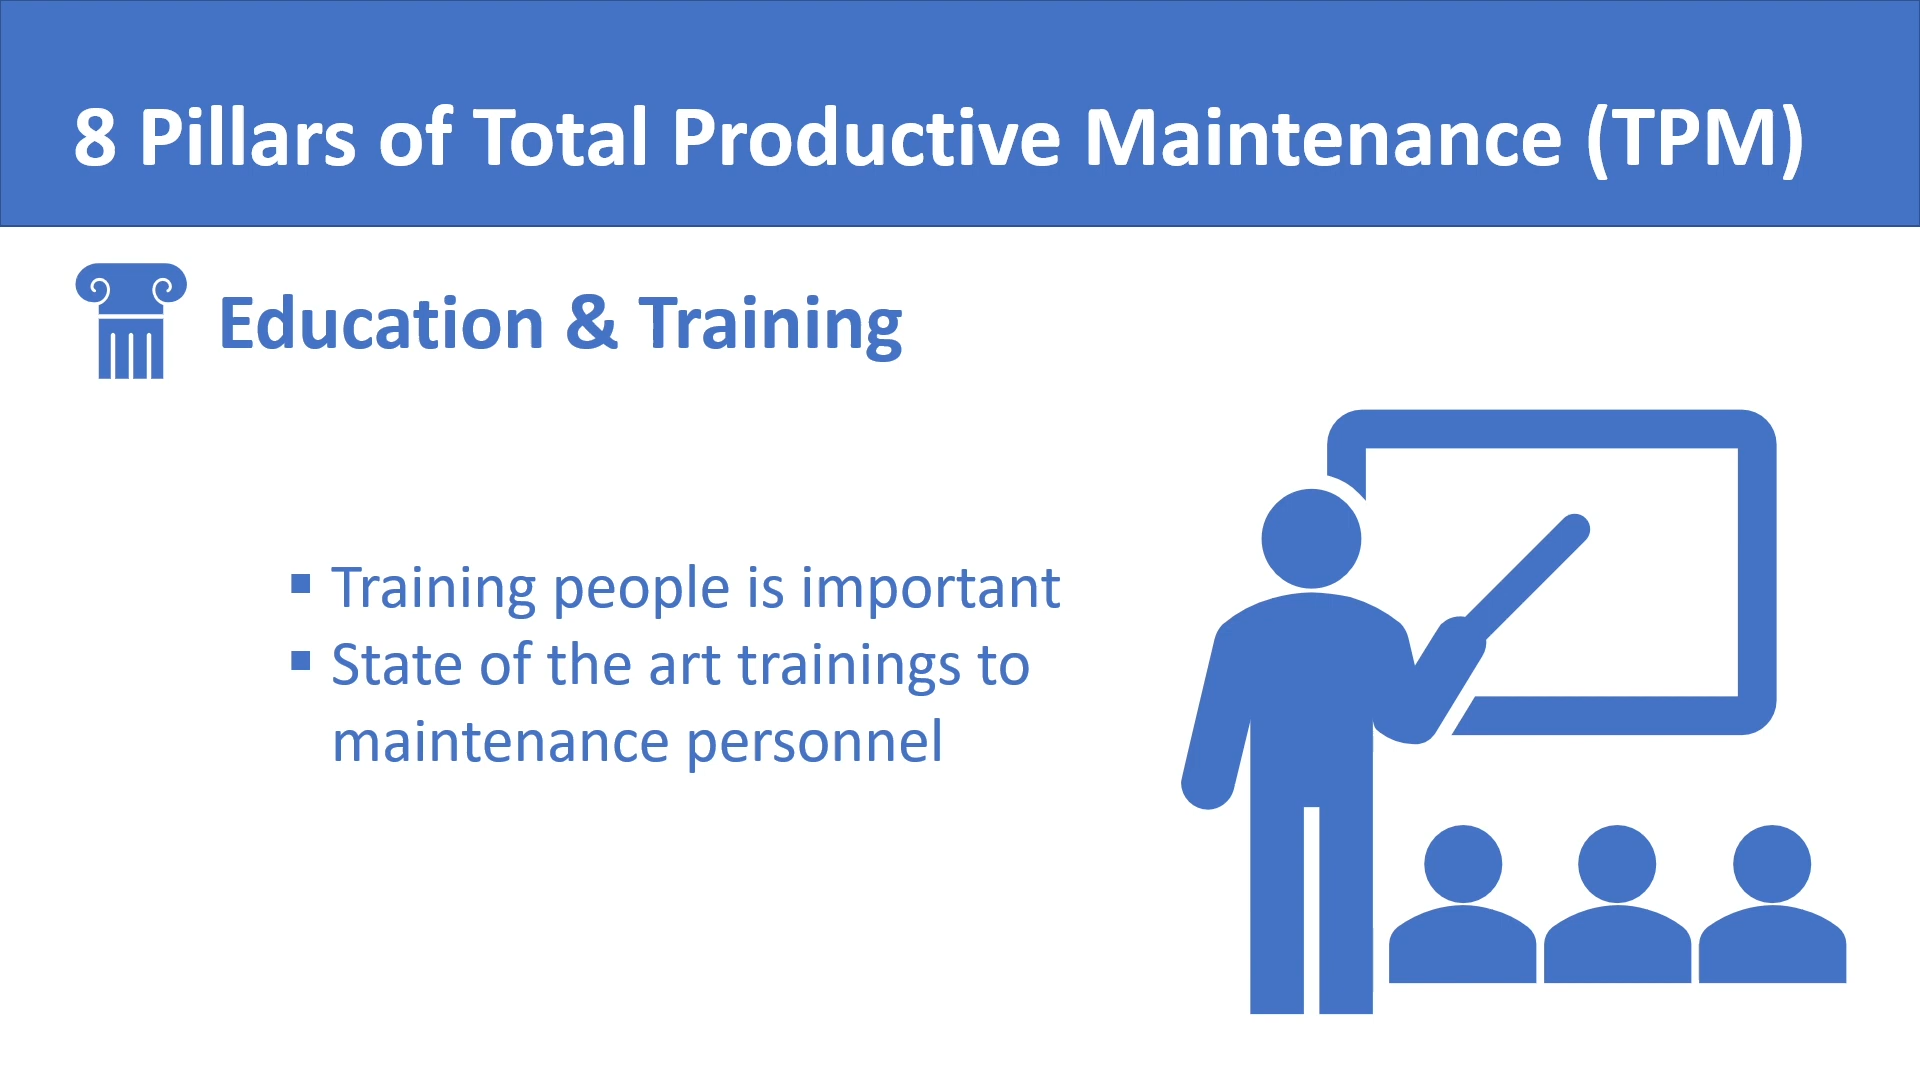 8 Pillars of Total Productive Maintenance (TPM)
Education & Training
▪ Training people is important
▪ State of the art trainings to
maintenance personnel